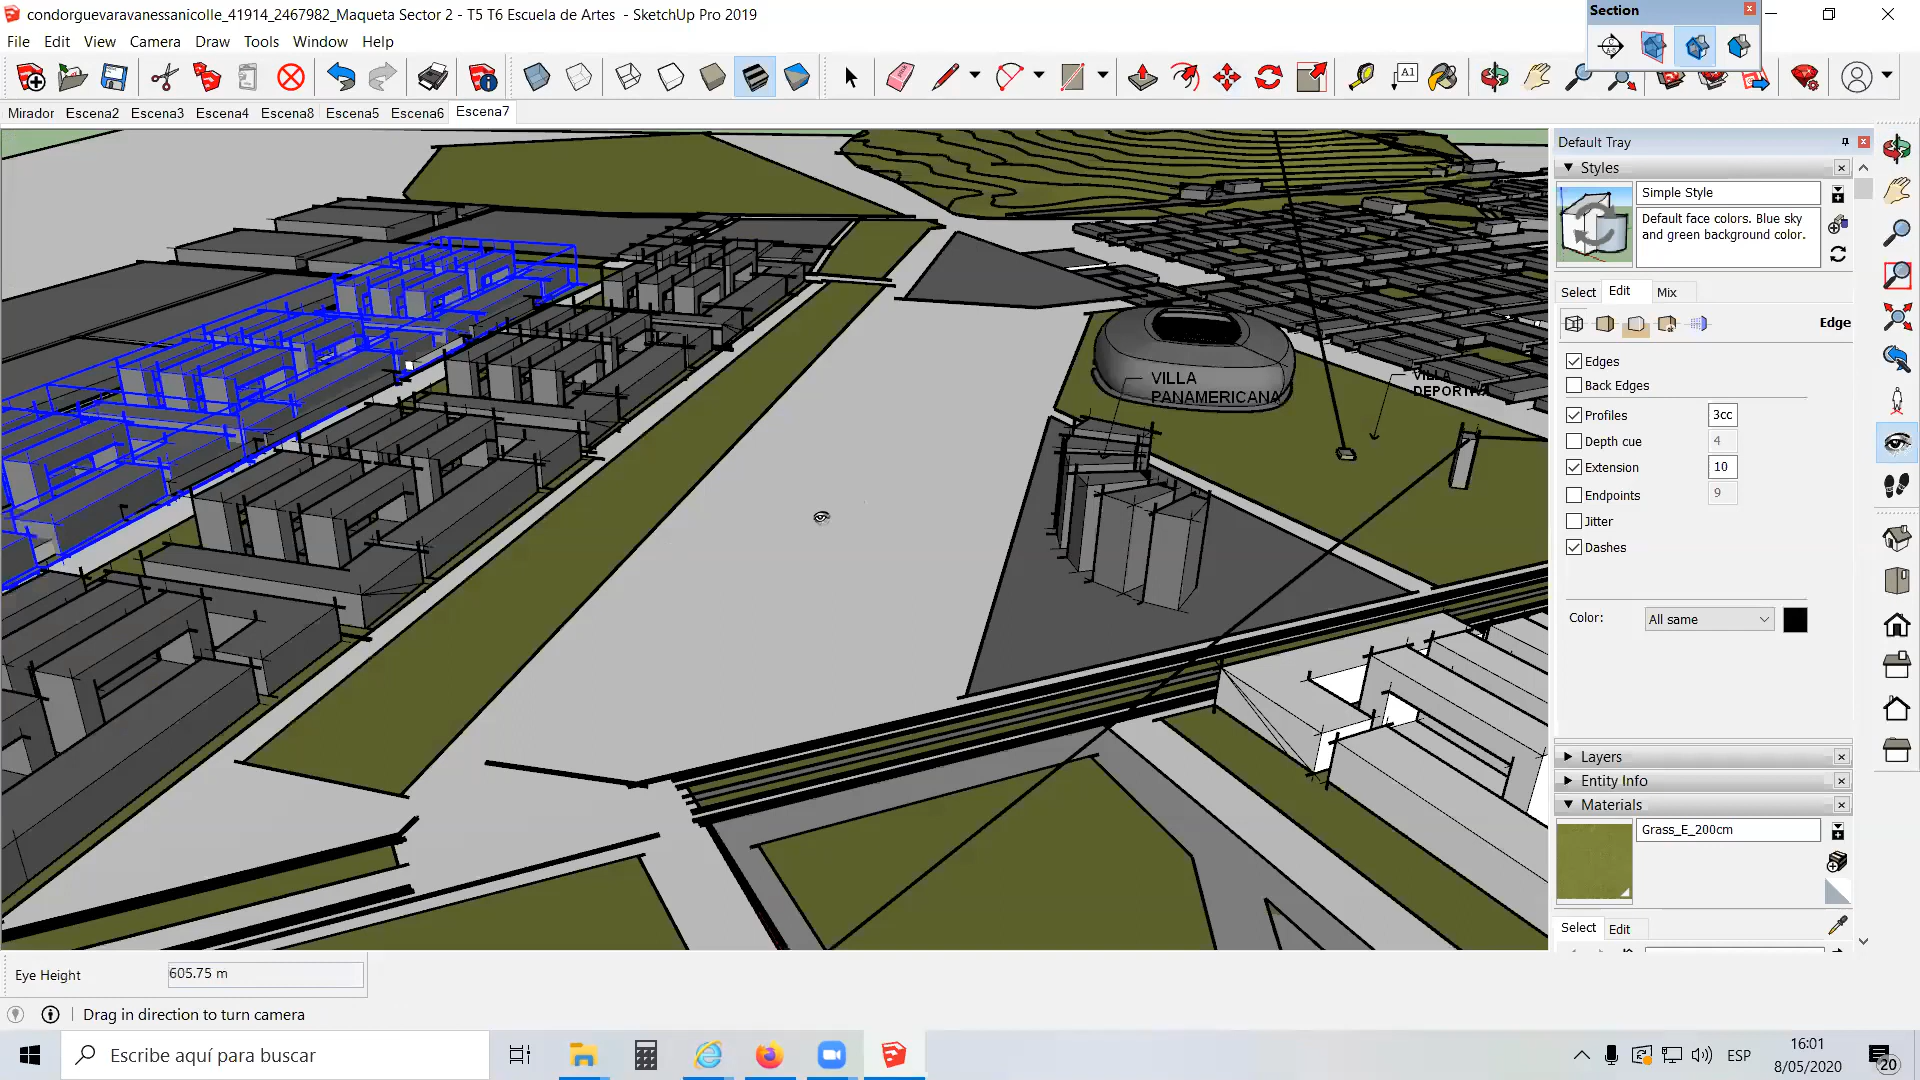 condorguevaravanessanicolle_41914_2467982_Maqueta Sector 2 - T5 T6 Escuela de Artes - SketchUp Pro 2019
Section
File Edit View Camera Draw Tools Window Help
A1
Mirador Escena2 Escena3 Escena4 Escena8 Escena5 Escena6 Escena7
Default Tray
Styles
Simple Style
Default face colors. Blue sky
and green background color.
Select Edit Mix
Edge
Edges
Back Edges
Profiles 3cc
Depth cue 4
Extension 10
Endpoints 9
Jitter
Dashes
Color: All same
VILLA
PANAMERICANA
VILLA
DEPORTIVA
Layers
Entity Info
Materials
Grass_E_200cm
Select Edit
Eye Height 605.75 m
Drag in direction to turn camera
Escribe aquí para buscar
ESP
16:01
8/05/2020
20